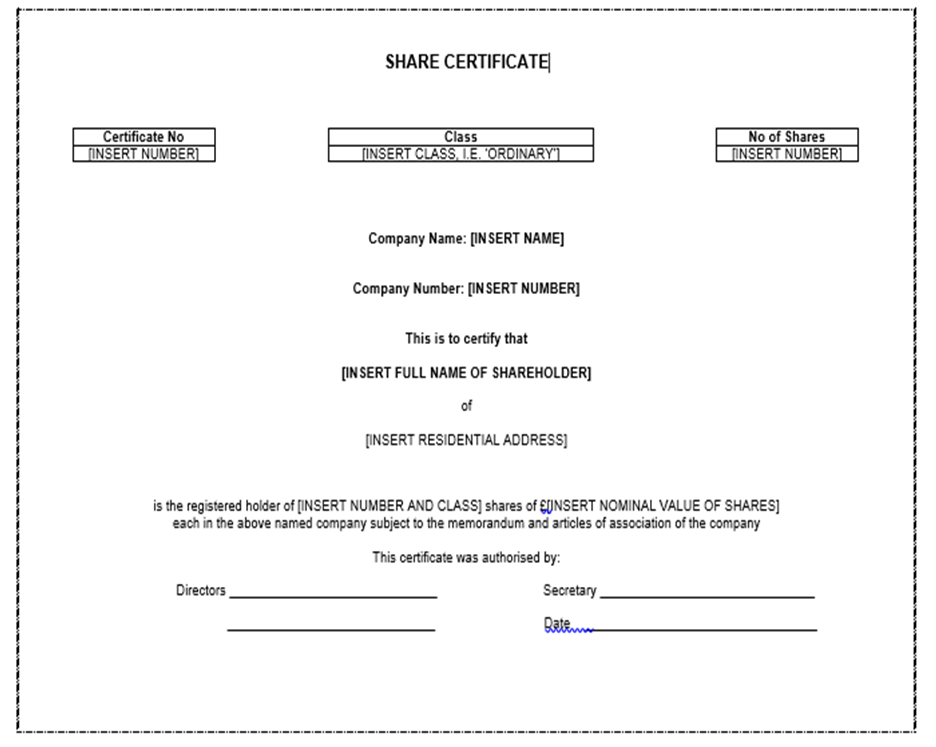 SHARE CERTIFICATE
Certificate No
[INSERT NUMBER]
Class
[INSERT CLASS, I.E. 'ORDINARY']
No of Shares
[INSERT NUMBER]
Company Name: [INSERT NAME]
Company Number: [INSERT NUMBER]
This is to certify that
[INSERT FULL NAME OF SHAREHOLDER]
of
[INSERT RESIDENTIAL ADDRESS]
is the registered holder of [INSERT NUMBER AND CLASS] shares of £[INSERT NOMINAL VALUE OF SHARES]
each in the above named company subject to the memorandum and articles of association of the company
This certificate was authorised by:
Directors
Secretary
Date